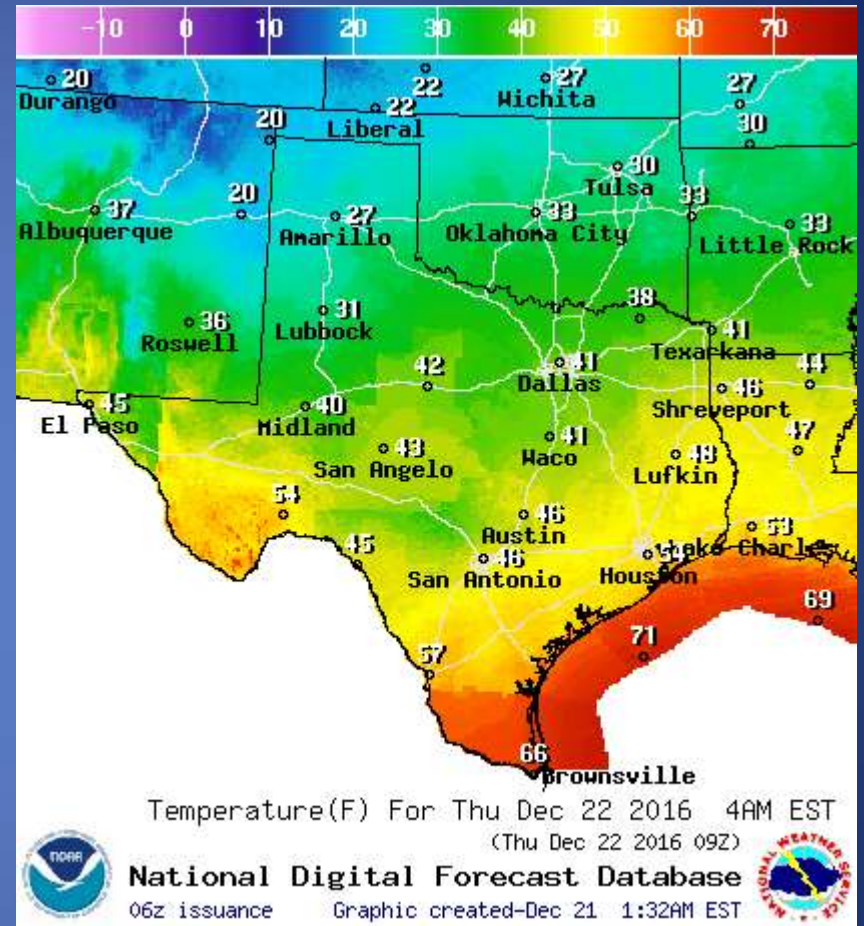 -10 0 10 20 30 40 50 60 70
20 22 27 27
Durango Wichita
22
Liberal
20 30
30
Tulsa
37 20 27 33 33 33
Albuquerque Amarillo Oklahoma City Little Rock
36 31 38
Roswell Lubbock 41
Texarkana
42 41 44
Dallas 46
45 40 Shreveport
El Paso Midland
43 41 48 47
San Angelo Waco Lufkin
54 46 53
Austin Lake Charles
45 46 54
San Antonio Houston
69
57 71
66
Brownsville
Temperature(F) For Thu Dec 22 2016 4AM EST
(Thu Dec 22 2016 09Z)
NOAA
National Digital Forecast Database
06z issuance Graphic created-Dec 21 1:32AM EST
NATIONAL WEATHER SERVICE